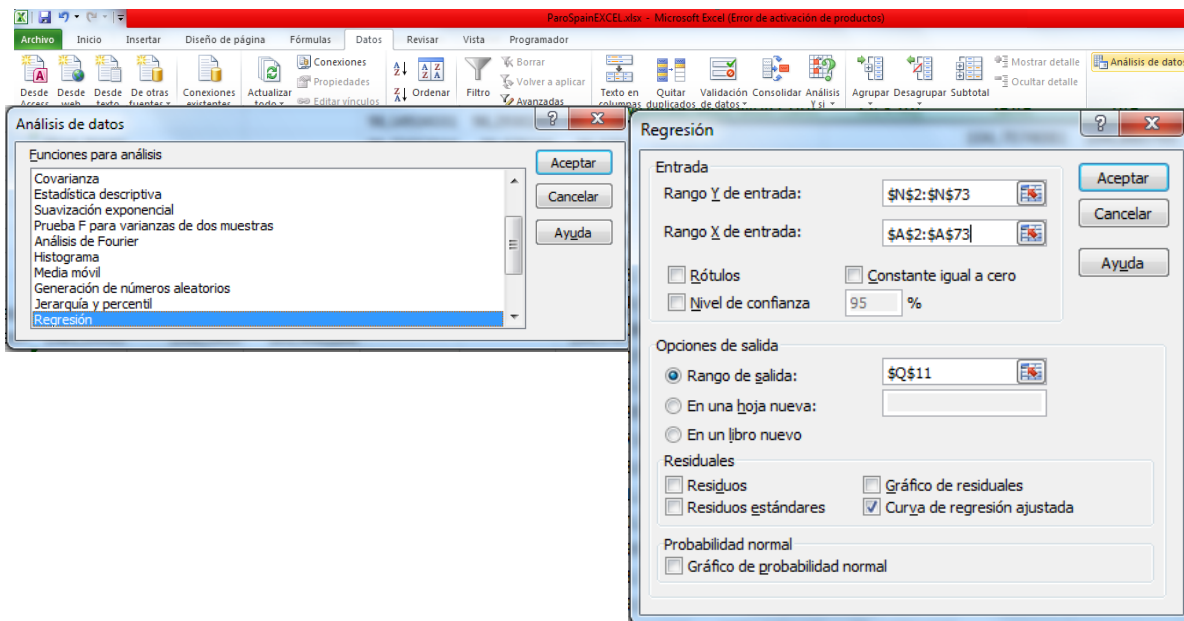 ParoSpainEXCEL.xlsx - Microsoft Excel (Error de activación de productos)
Archivo Inicio Insertar Diseño de página Fórmulas Datos Revisar Vista Programador
Desde Access Desde web Desde texto De otras fuentes Conexiones existentes Actualizar todo Conexiones Propiedades Editar vínculos Ordenar Filtro Borrar Volver a aplicar Avanzadas Texto en columnas Quitar duplicados Validación de datos Consolidar Análisis Y si Agrupar Desagrupar Subtotal Mostrar detalle Ocultar detalle Análisis de datos
Análisis de datos
Funciones para análisis
Covarianza
Estadística descriptiva
Suavización exponencial
Prueba F para varianzas de dos muestras
Análisis de Fourier
Histograma
Media móvil
Generación de números aleatorios
Jerarquía y percentil
Regresión
Aceptar
Cancelar
Ayuda
Regresión
Entrada
Rango Y de entrada: $N$2:$N$73
Rango X de entrada: $A$2:$A$73
Rótulos Constante igual a cero
Nivel de confianza 95 %
Aceptar
Cancelar
Ayuda
Opciones de salida
Rango de salida: $Q$11
En una hoja nueva:
En un libro nuevo
Residuales
Residuos Gráfico de residuales
Residuos estándares Curva de regresión ajustada
Probabilidad normal
Gráfico de probabilidad normal